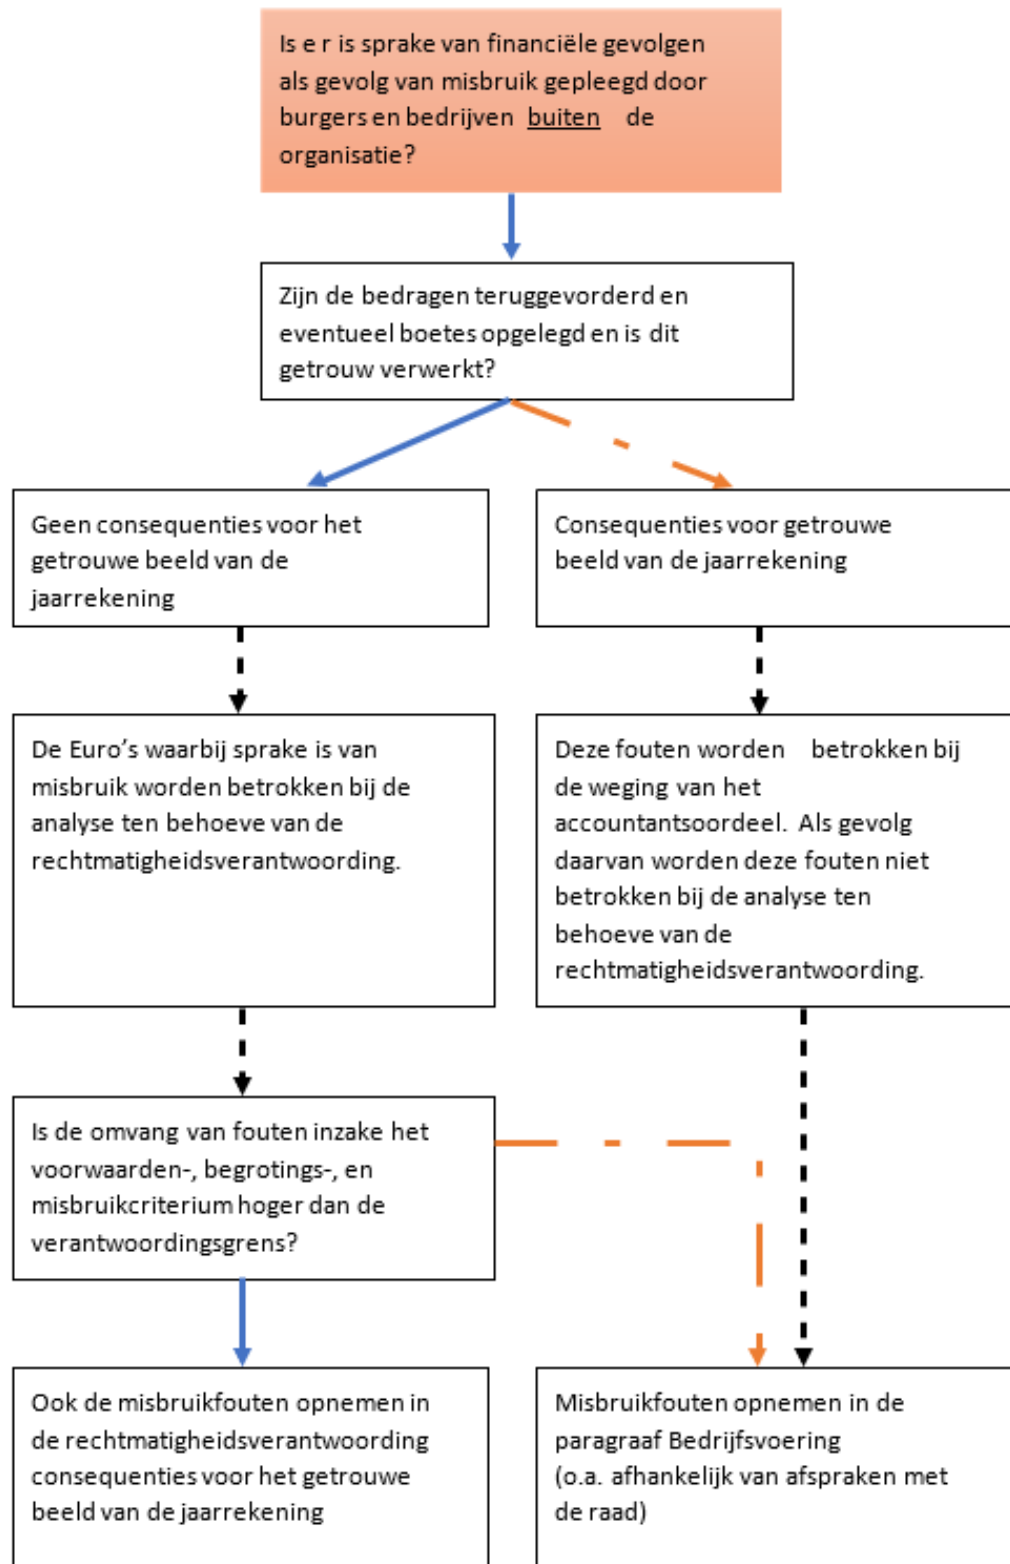 Is e r is sprake van financiële gevolgen
als gevolg van misbruik gepleegd door
burgers en bedrijven buiten de
organisatie?
Zijn de bedragen teruggevorderd en
eventueel boetes opgelegd en is dit
getrouw verwerkt?
Geen consequenties voor het
getrouwe beeld van de
jaarrekening
Consequenties voor getrouwe
beeld van de jaarrekening
De Euro's waarbij sprake is van
misbruik worden betrokken bij de
analyse ten behoeve van de
rechtmatigheidsverantwoording.
Deze fouten worden betrokken bij
de weging van het
accountantsoordeel. Als gevolg
daarvan worden deze fouten niet
betrokken bij de analyse ten
behoeve van de
rechtmatigheidsverantwoording.
Is de omvang van fouten inzake het
voorwaarden-, begrotings-, en
misbruikcriterium hoger dan de
verantwoordingsgrens?
Ook de misbruikfouten opnemen in
de rechtmatigheidsverantwoording
consequenties voor het getrouwe
beeld van de jaarrekening
Misbruikfouten opnemen in de
paragraaf Bedrijfsvoering
(o.a. afhankelijk van afspraken met
de raad)